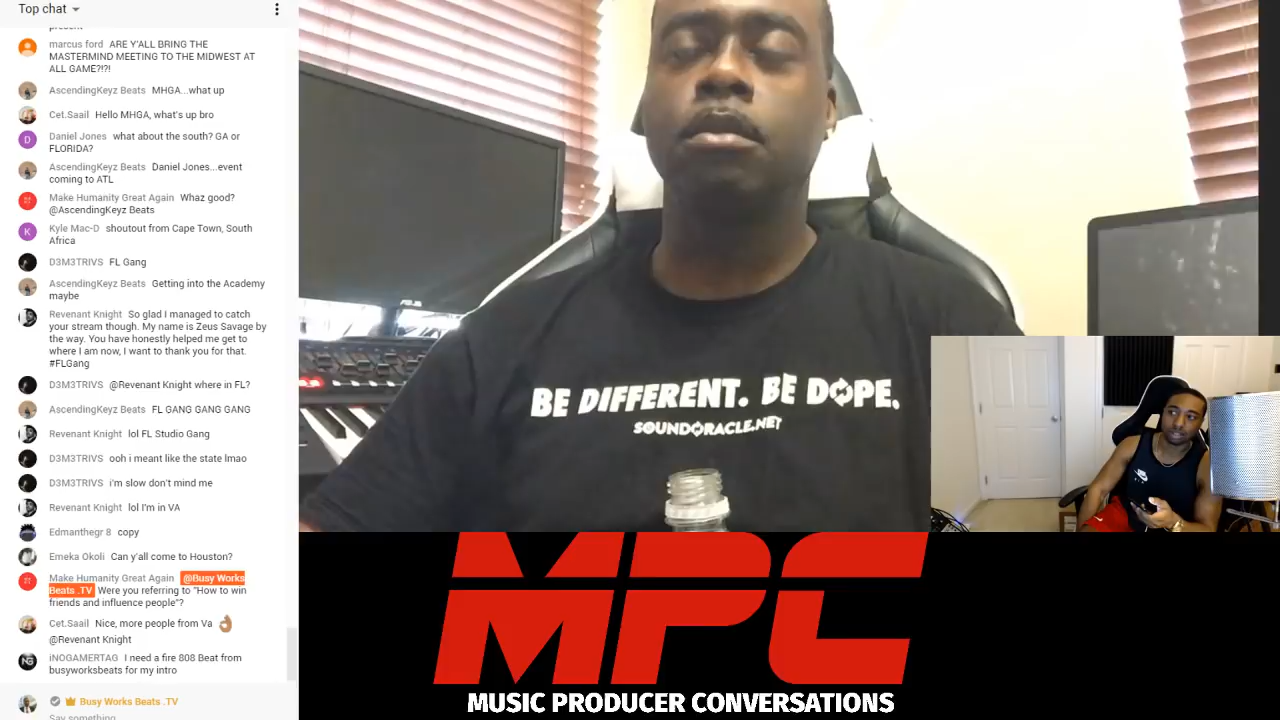 Top chat
present
marcus ford ARE Y'ALL BRING THE
MASTERMIND MEETING TO THE MIDWEST AT
ALL GAME?!?!
AscendingKeyz Beats MHGA...what up
Cet.Saail Hello MHGA, what's up bro
D
Daniel Jones what about the south? GA or
FLORIDA?
AscendingKeyz Beats Daniel Jones...event
coming to ATL
Make Humanity Great Again Whaz good?
@AscendingKeyz Beats
K
Kyle Mac-D shoutout from Cape Town, South
Africa
D3M3TRIVS FL Gang
AscendingKeyz Beats Getting into the Academy
maybe
Revenant Knight So glad I managed to catch
your stream though. My name is Zeus Savage by
the way. You have honestly helped me get to
where I am now, I want to thank you for that.
#FLGang
D3M3TRIVS @Revenant Knight where in FL?
AscendingKeyz Beats FL GANG GANG GANG
Revenant Knight lol FL Studio Gang
D3M3TRIVS ooh i meant like the state lmao
D3M3TRIVS i'm slow don't mind me
Revenant Knight lol I'm in VA
Edmanthegr 8 copy
Emeka Okoli Can y'all come to Houston?
Make Humanity Great Again @Busy Works
Beats .TV Were you referring to "How to win
friends and influence people"?
Cet.Saail Nice, more people from Va 👌🏽
@Revenant Knight
NG
iNOGAMERTAG I need a fire 808 Beat from
busyworksbeats for my intro
Busy Works Beats .TV
Say something...
BE DIFFERENT. BE DOPE.
SOUNDORACLE.NET
MPC
MUSIC PRODUCER CONVERSATIONS